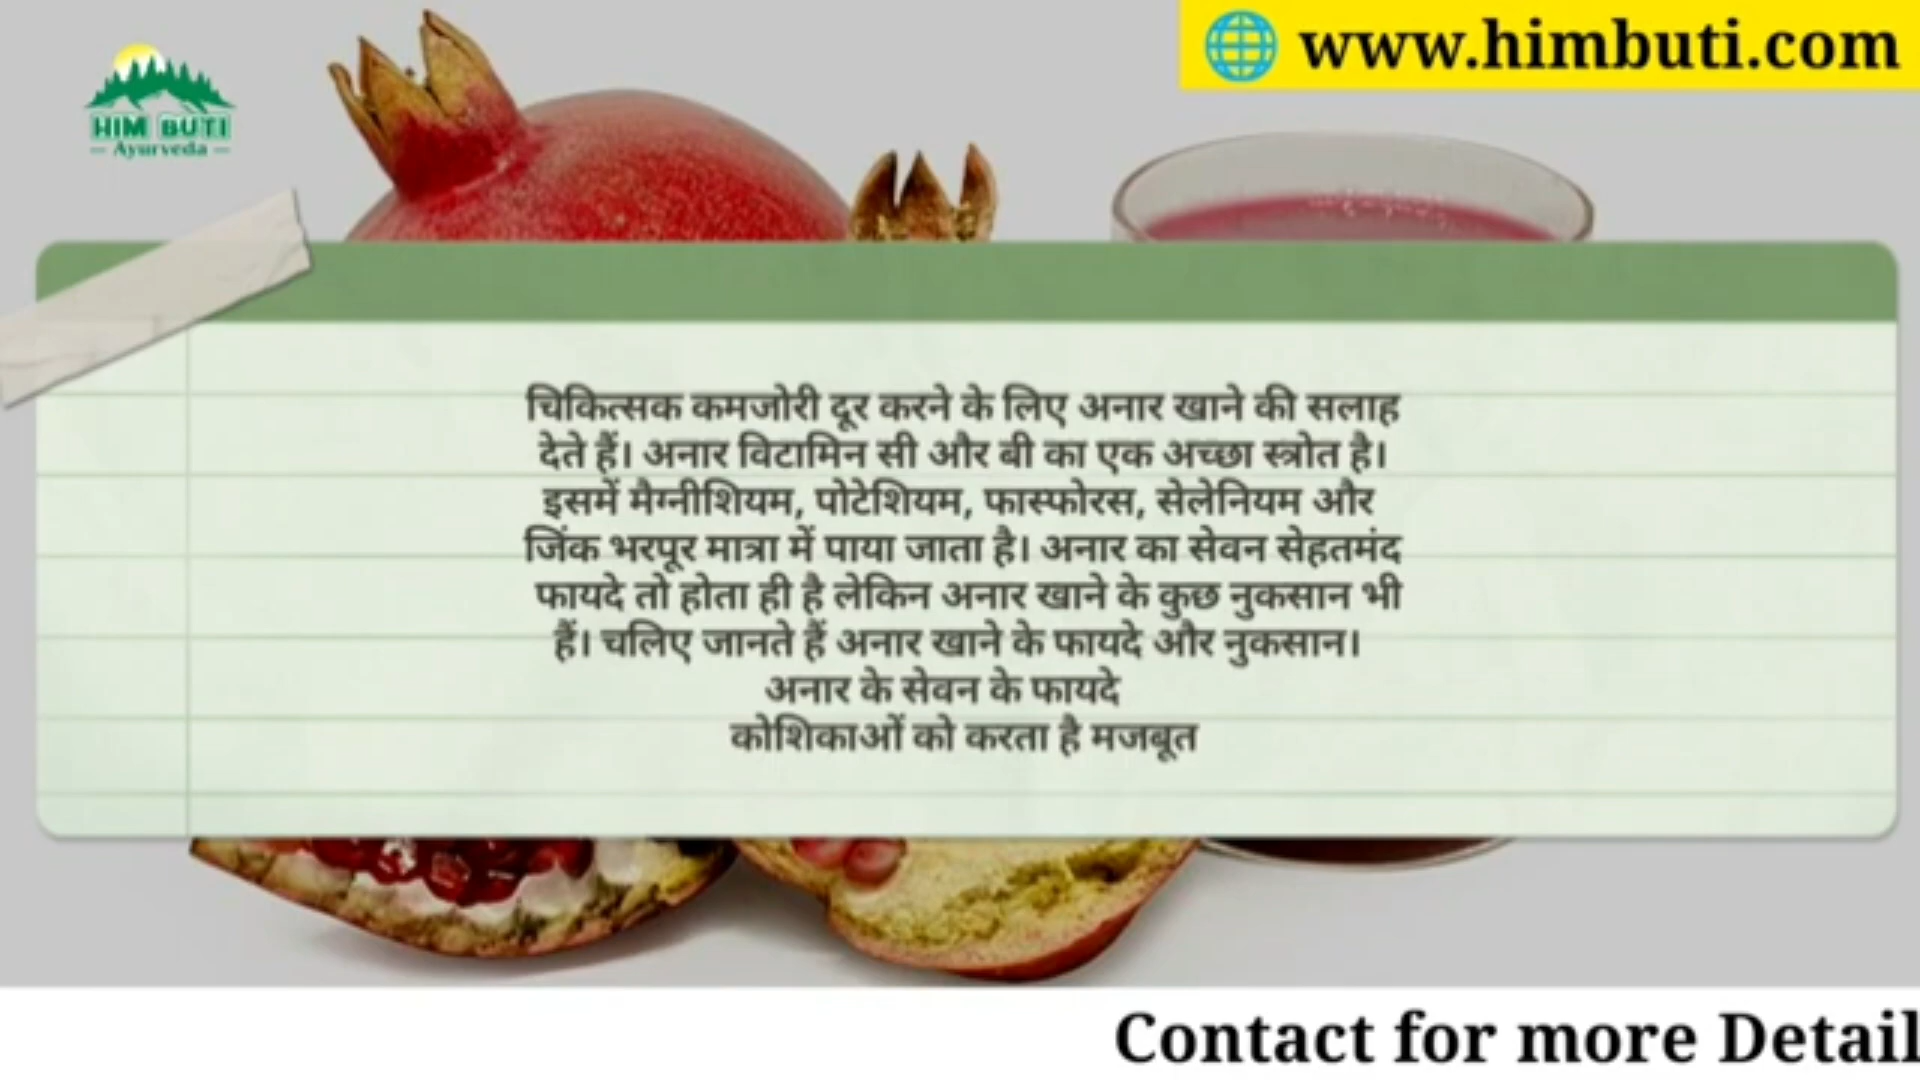 HIM BUTI
Ayurveda
www.himbuti.com
चिकित्सक कमजोरी दूर करने के लिए अनार खाने की सलाह
देते हैं। अनार विटामिन सी और बी का एक अच्छा स्त्रोत है।
इसमें मैग्नीशियम, पोटेशियम, फास्फोरस, सेलेनियम और
जिंक भरपूर मात्रा में पाया जाता है। अनार का सेवन सेहतमंद
फायदे तो होता ही है लेकिन अनार खाने के कुछ नुकसान भी
हैं। चलिए जानते हैं अनार खाने के फायदे और नुकसान।
अनार के सेवन के फायदे
कोशिकाओं को करता है मजबूत
Contact for more Detail